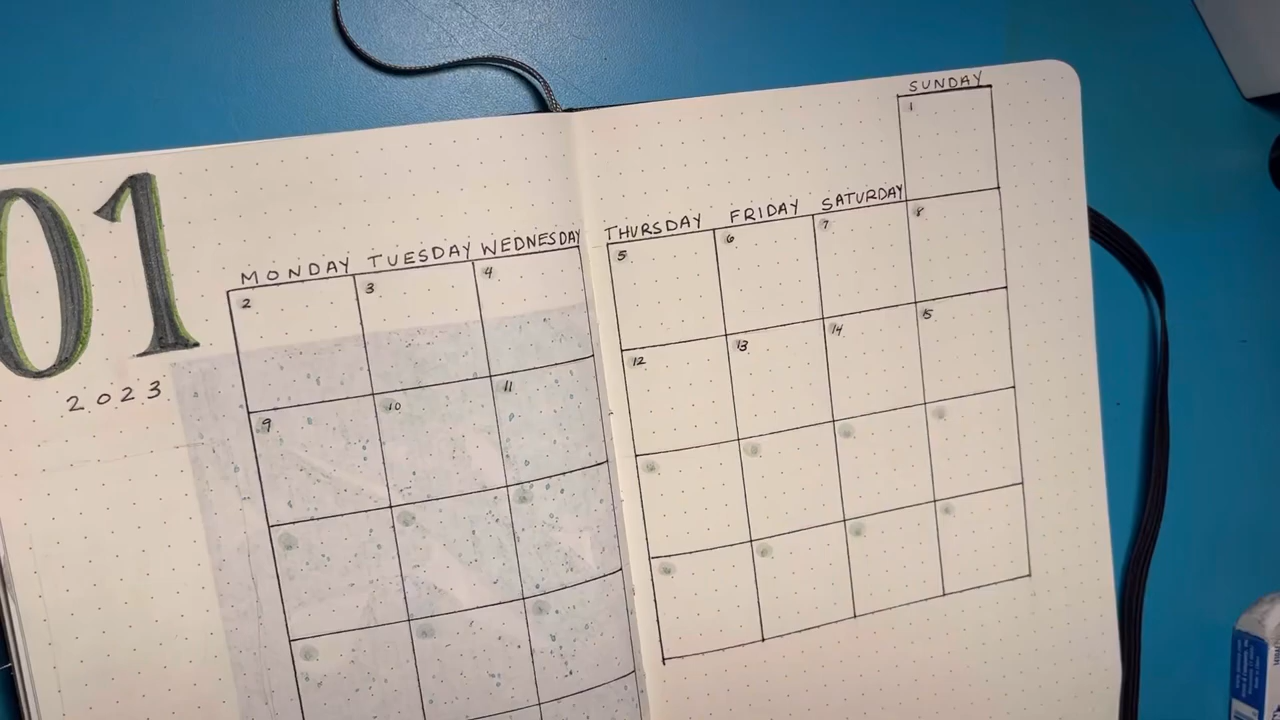 01
2023
SUNDAY
1
MONDAY TUESDAY WEDNESDAY THURSDAY FRIDAY SATURDAY
2 3 4 5 6 7 8
9 10 11 12 13 14 15